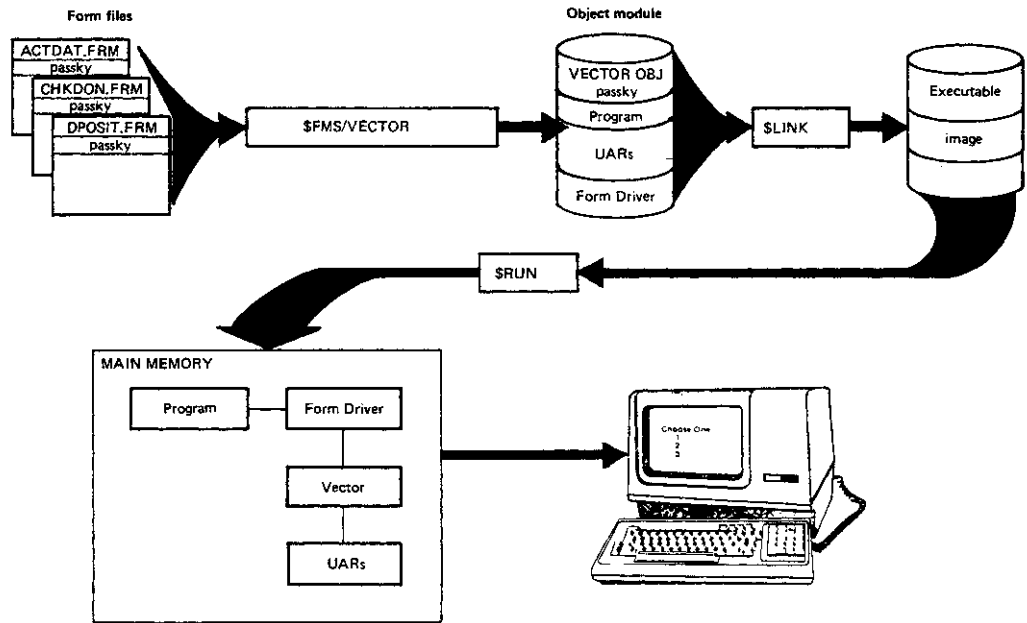 Form files
Object module
ACTDAT.FRM
passky
CHKDON.FRM
passky
DPOSIT.FRM
passky
$FMS/VECTOR
VECTOR OBJ
passky
Program
UARs
Form Driver
$LINK
Executable
image
$RUN
MAIN MEMORY
Program
Form Driver
Vector
UARs
Choose One
1
2
3